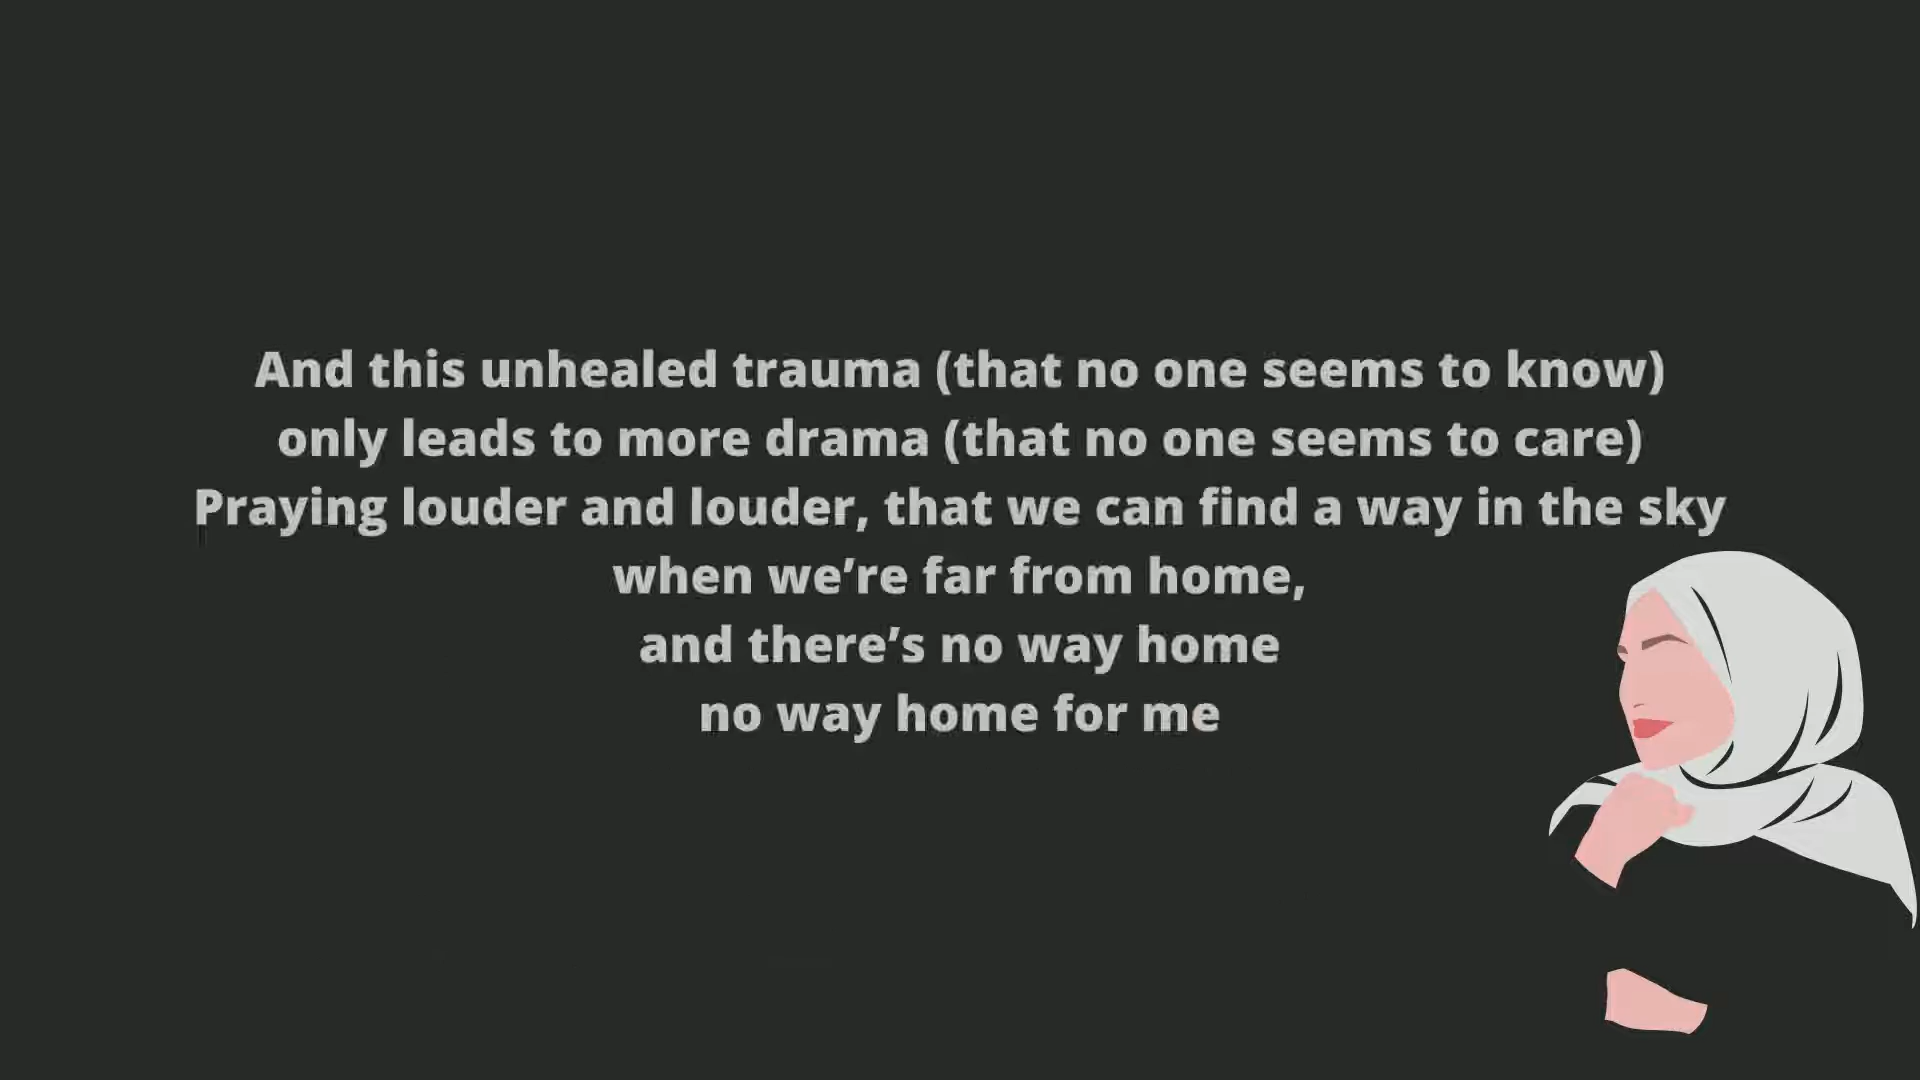 And this unhealed trauma (that no one seems to know)
only leads to more drama (that no one seems to care)
Praying louder and louder, that we can find a way in the sky
when we’re far from home,
and there’s no way home
no way home for me